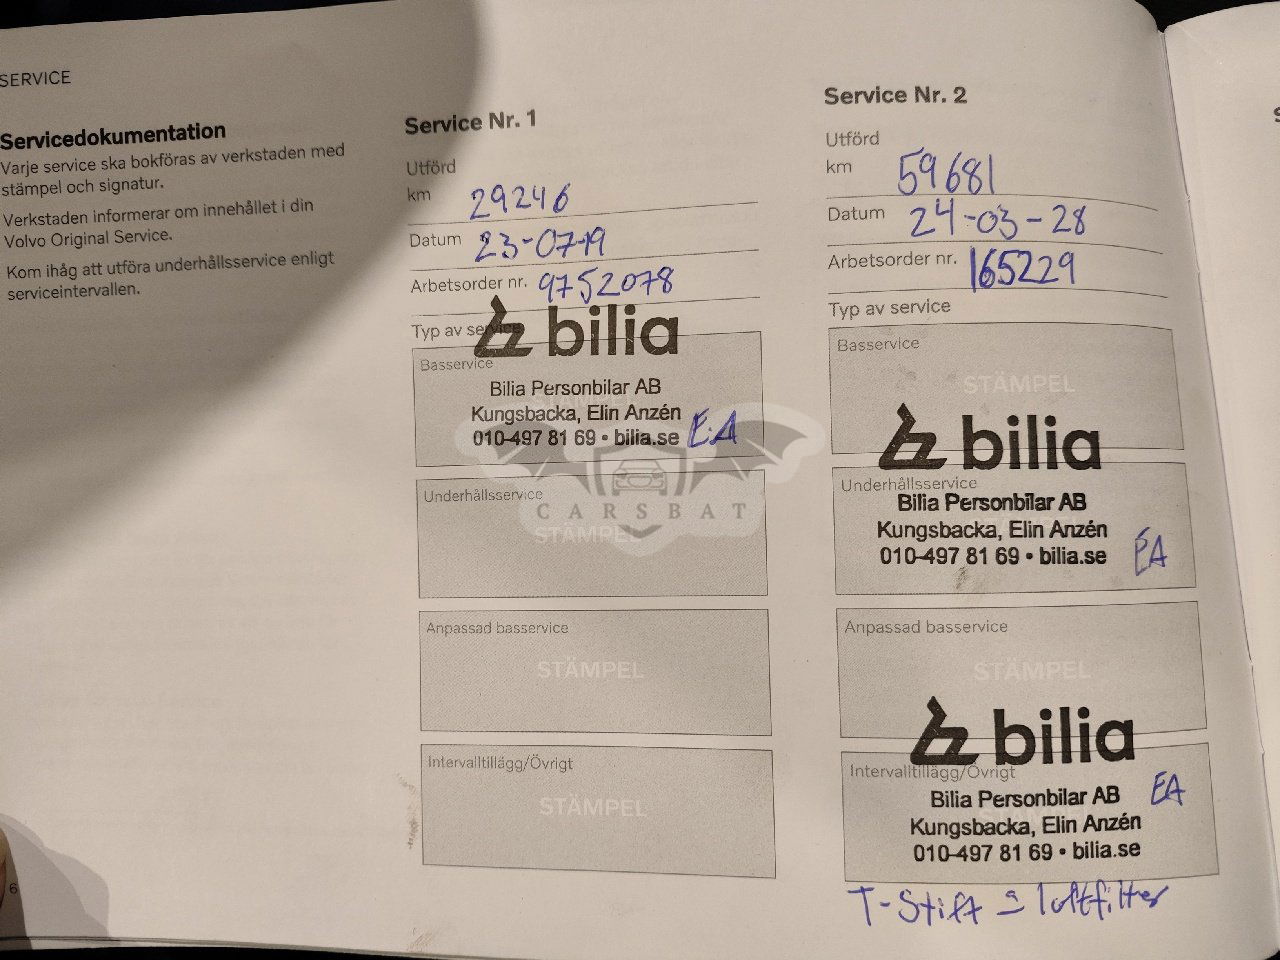 SERVICE
Servicedokumentation
Varje service ska bokföras av verkstaden med
stämpel och signatur.
Verkstaden informerar om innehållet i din
Volvo Original Service.
Kom ihåg att utföra underhållsservice enligt
serviceintervallen.
6
Service Nr. 1
Utförd
km 29246
Datum 23-07-19
Arbetsorder nr. 9752078
Typ av service
bilia
Basservice
Bilia Personbilar AB
Kungsbacka, Elin Anzén
010-497 81 69 • bilia.se EA
Underhållsservice
CARSBAT
STÄMPEL
Anpassad basservice
STÄMPEL
Intervalltillägg/Övrigt
STÄMPEL
Service Nr. 2
Utförd
km 59681
Datum 24-03-28
Arbetsorder nr. 165229
Typ av service
Basservice
STÄMPEL
bilia
Underhållsservice
Bilia Personbilar AB
Kungsbacka, Elin Anzén
010-497 81 69 • bilia.se EA
Anpassad basservice
STÄMPEL
bilia
Intervalltillägg/Övrigt
Bilia Personbilar AB EA
Kungsbacka, Elin Anzén
010-497 81 69 • bilia.se
T-Stift luftfilter